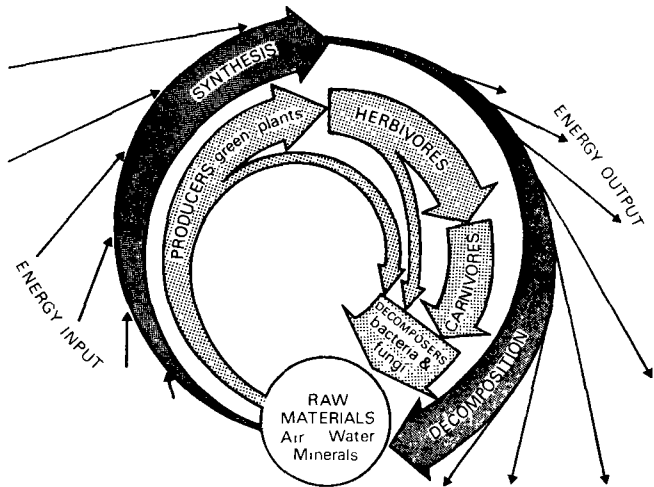 SYNTHESIS
PRODUCERS: green plants
HERBIVORES
CARNIVORES
DECOMPOSERS
bacteria &
fungi
DECOMPOSITION
ENERGY INPUT
ENERGY OUTPUT
RAW
MATERIALS
Air Water
Minerals